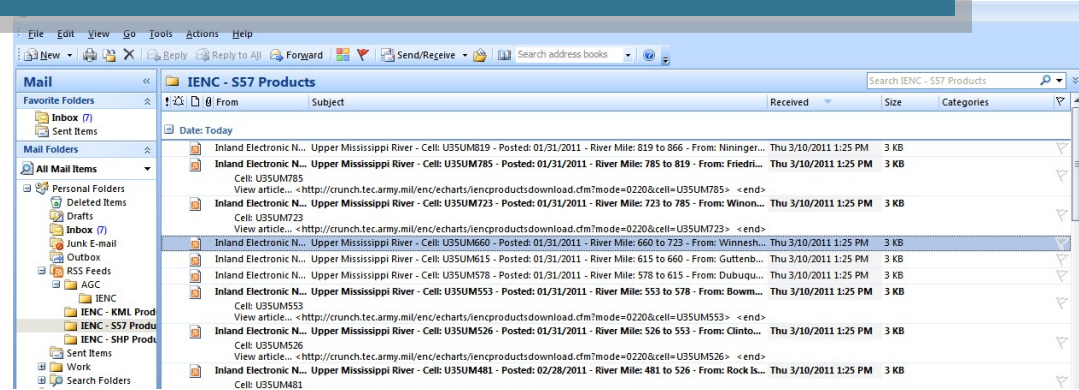 File Edit View Go Tools Actions Help
New Reply Reply to All Forward Send/Receive Search address books
Mail « IENC - S57 Products Search IENC - S57 Products
Favorite Folders From Subject Received Size Categories
Inbox (7)
Sent Items Date: Today
Mail Folders Inland Electronic N... Upper Mississippi River - Cell: U35UM819 - Posted: 01/31/2011 - River Mile: 819 to 866 - From: Nininger... Thu 3/10/2011 1:25 PM 3 KB
All Mail Items Inland Electronic N... Upper Mississippi River - Cell: U35UM785 - Posted: 01/31/2011 - River Mile: 785 to 819 - From: Friedri... Thu 3/10/2011 1:25 PM 3 KB
Cell: U35UM785
Personal Folders View article... <http://crunch.tec.army.mil/enc/echarts/iencproductsdownload.cfm?mode=0220&cell=U35UM785> <end>
Deleted Items Inland Electronic N... Upper Mississippi River - Cell: U35UM723 - Posted: 01/31/2011 - River Mile: 723 to 785 - From: Winon... Thu 3/10/2011 1:25 PM 3 KB
Drafts Cell: U35UM723
Inbox (7) View article... <http://crunch.tec.army.mil/enc/echarts/iencproductsdownload.cfm?mode=0220&cell=U35UM723> <end>
Junk E-mail Inland Electronic N... Upper Mississippi River - Cell: U35UM660 - Posted: 01/31/2011 - River Mile: 660 to 723 - From: Winnesh... Thu 3/10/2011 1:25 PM 3 KB
Outbox Inland Electronic N... Upper Mississippi River - Cell: U35UM615 - Posted: 01/31/2011 - River Mile: 615 to 660 - From: Guttenb... Thu 3/10/2011 1:25 PM 3 KB
RSS Feeds Inland Electronic N... Upper Mississippi River - Cell: U35UM578 - Posted: 01/31/2011 - River Mile: 578 to 615 - From: Dubuqu... Thu 3/10/2011 1:25 PM 3 KB
AGC Inland Electronic N... Upper Mississippi River - Cell: U35UM553 - Posted: 01/31/2011 - River Mile: 553 to 578 - From: Bowm... Thu 3/10/2011 1:25 PM 3 KB
IENC Cell: U35UM553
IENC - KML Prod View article... <http://crunch.tec.army.mil/enc/echarts/iencproductsdownload.cfm?mode=0220&cell=U35UM553> <end>
IENC - S57 Produ Inland Electronic N... Upper Mississippi River - Cell: U35UM526 - Posted: 01/31/2011 - River Mile: 526 to 553 - From: Clinto... Thu 3/10/2011 1:25 PM 3 KB
IENC - SHP Produ Cell: U35UM526
Sent Items View article... <http://crunch.tec.army.mil/enc/echarts/iencproductsdownload.cfm?mode=0220&cell=U35UM526> <end>
Work Inland Electronic N... Upper Mississippi River - Cell: U35UM481 - Posted: 02/28/2011 - River Mile: 481 to 526 - From: Rock Is... Thu 3/10/2011 1:25 PM 3 KB
Search Folders Cell: U35UM481